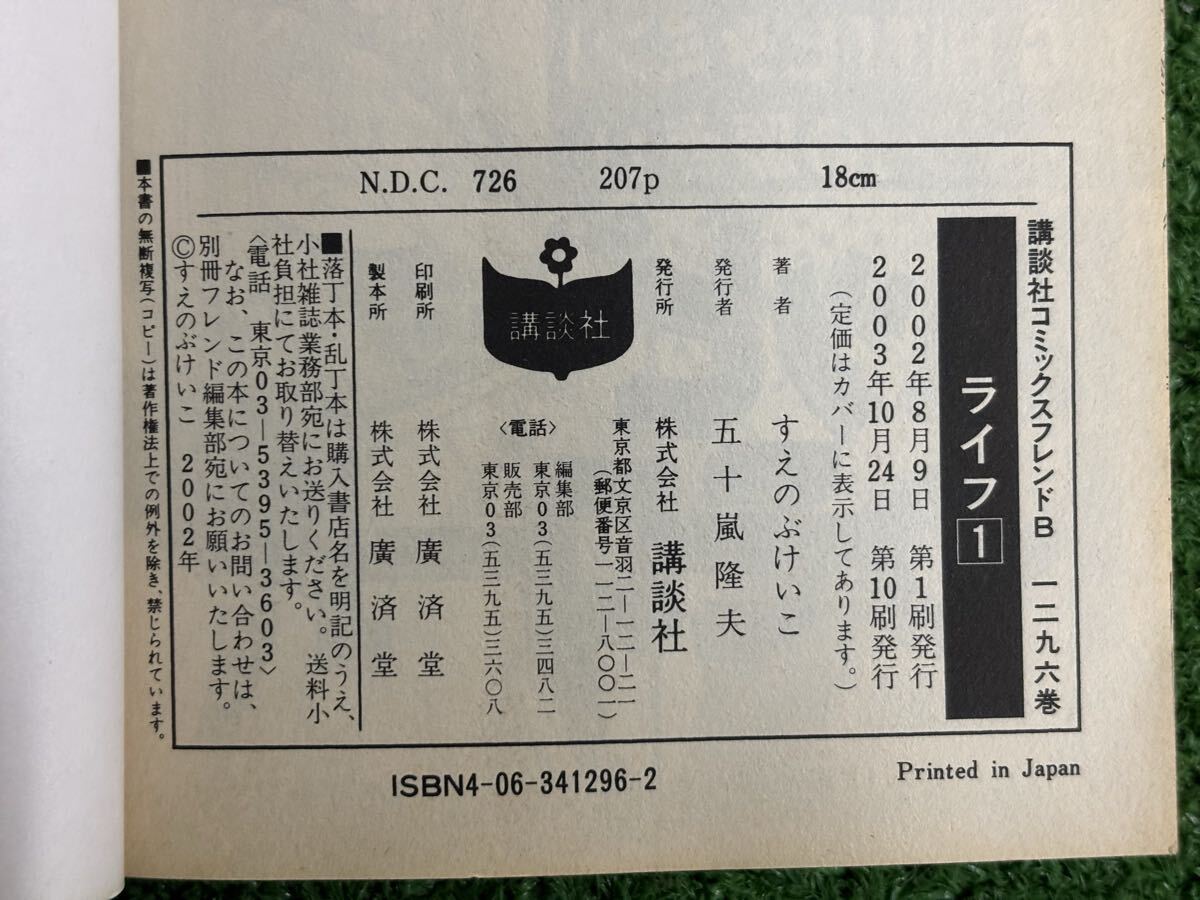 N.D.C. 726 207p 18cm
講談社コミックスフレンドB 一二九六巻
ライフ 1
2002年8月9日 第1刷発行
2003年10月24日 第10刷発行
(定価はカバーに表示してあります。)
著者 すえのぶけいこ
発行者 五十嵐隆夫
発行所 株式会社 講談社
東京都文京区音羽二―一二―二一
(郵便番号一一二―八〇〇一)
〈電話〉
編集部
東京03(五三九五)三四八二
販売部
東京03(五三九五)三六〇八
講談社
印刷所 株式会社 廣済堂
製本所 株式会社 廣済堂
■落丁本・乱丁本は購入書店名を明記のうえ、
小社雑誌業務部宛にお送りください。送料小
社負担にてお取り替えいたします。
〈電話 東京03―5395―3603〉
なお、この本についてのお問い合わせは、
別冊フレンド編集部宛にお願いいたします。
©すえのぶけいこ 2002年
■本書の無断複写(コピー)は著作権法上での例外を除き、禁じられています。
ISBN4-06-341296-2
Printed in Japan